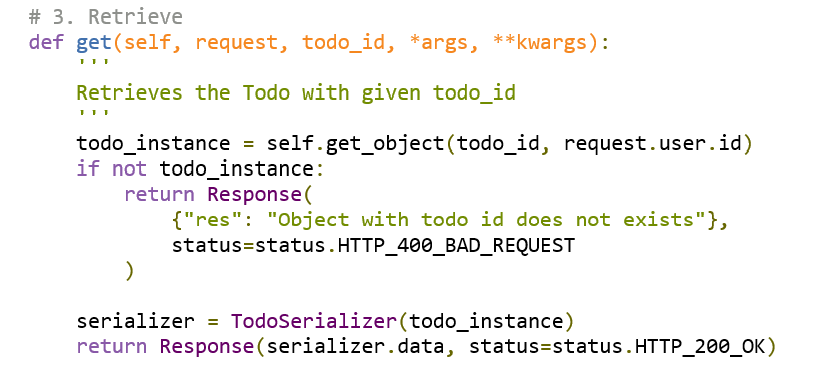 # 3. Retrieve
def get(self, request, todo_id, *args, **kwargs):
    '''
    Retrieves the Todo with given todo_id
    '''
    todo_instance = self.get_object(todo_id, request.user.id)
    if not todo_instance:
        return Response(
            {"res": "Object with todo id does not exists"},
            status=status.HTTP_400_BAD_REQUEST
        )

    serializer = TodoSerializer(todo_instance)
    return Response(serializer.data, status=status.HTTP_200_OK)